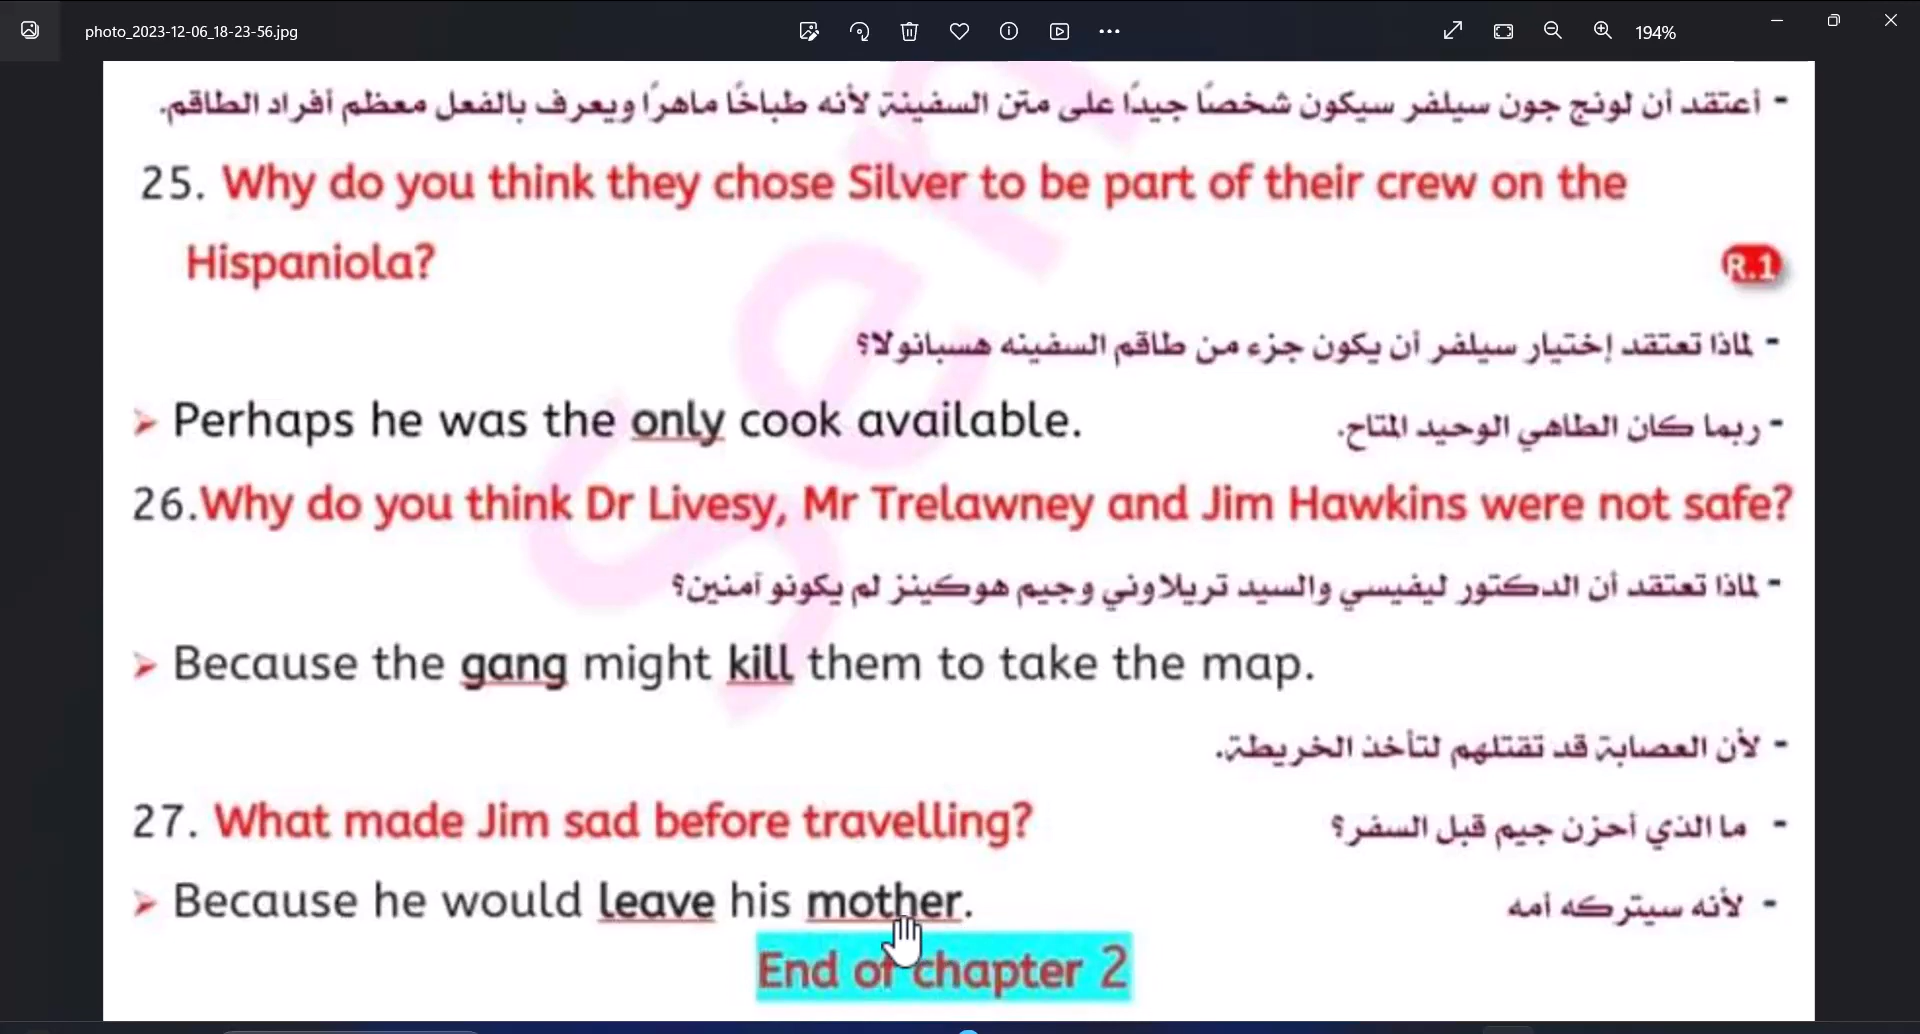 photo_2023-12-06_18-23-56.jpg
194%
- أعتقد أن لونج جون سيلفر سيكون شخصًا جيدًا على متن السفينة لأنه طباخًا ماهرًا ويعرف بالفعل معظم أفراد الطاقم.
25. Why do you think they chose Silver to be part of their crew on the
Hispaniola?
R.1
- لماذا تعتقد إختيار سيلفر أن يكون جزء من طاقم السفينه هسبانولا؟
➢ Perhaps he was the only cook available.
- ربما كان الطاهي الوحيد المتاح.
26.Why do you think Dr Livesy, Mr Trelawney and Jim Hawkins were not safe?
- لماذا تعتقد أن الدكتور ليفيسي والسيد تريلاوني وجيم هوكينز لم يكونو آمنين؟
➢ Because the gang might kill them to take the map.
- لأن العصابة قد تقتلهم لتأخذ الخريطة.
27. What made Jim sad before travelling?
- ما الذي أحزن جيم قبل السفر؟
➢ Because he would leave his mother.
- لأنه سيتركه أمه
End of chapter 2